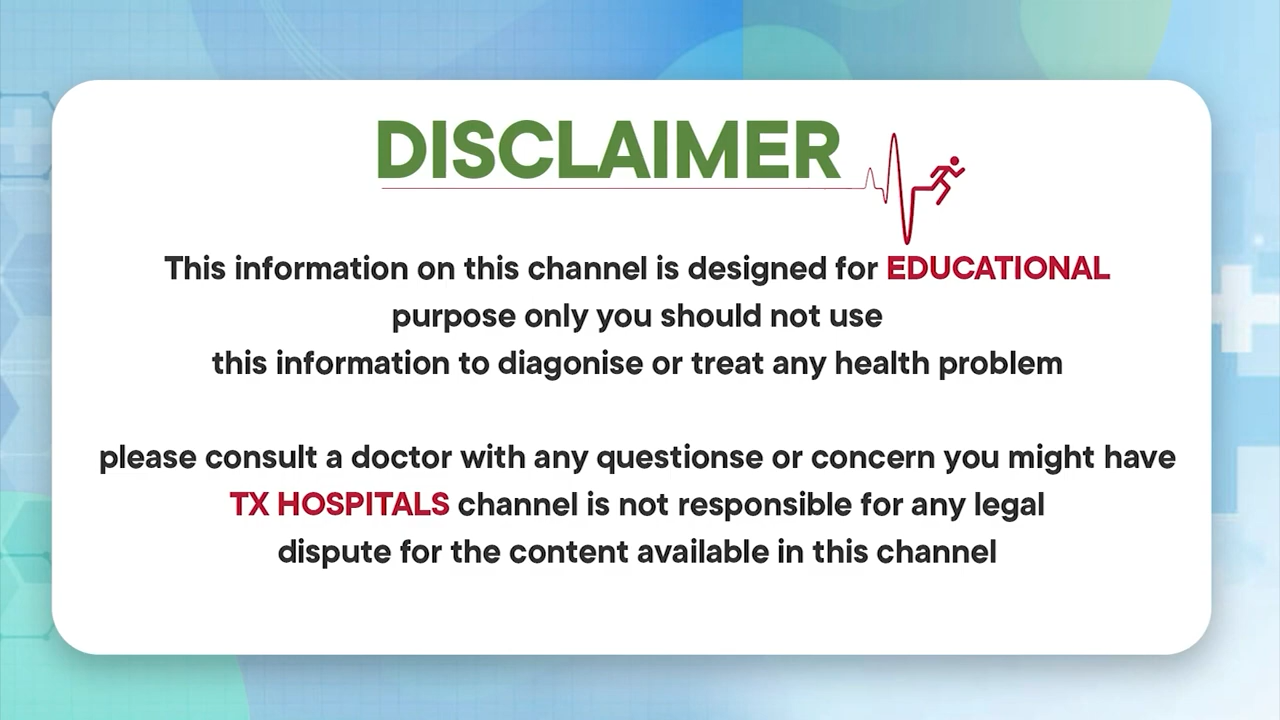 DISCLAIMER
This information on this channel is designed for EDUCATIONAL
purpose only you should not use
this information to diagonise or treat any health problem
please consult a doctor with any questionse or concern you might have
TX HOSPITALS channel is not responsible for any legal
dispute for the content available in this channel